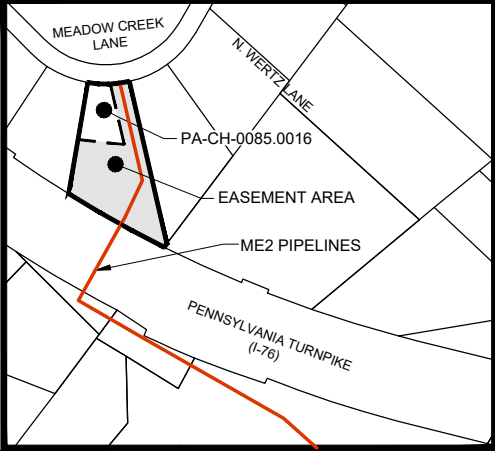 MEADOW CREEK
LANE
N. WERTZ LANE
PA-CH-0085.0016
EASEMENT AREA
ME2 PIPELINES
PENNSYLVANIA TURNPIKE
(I-76)